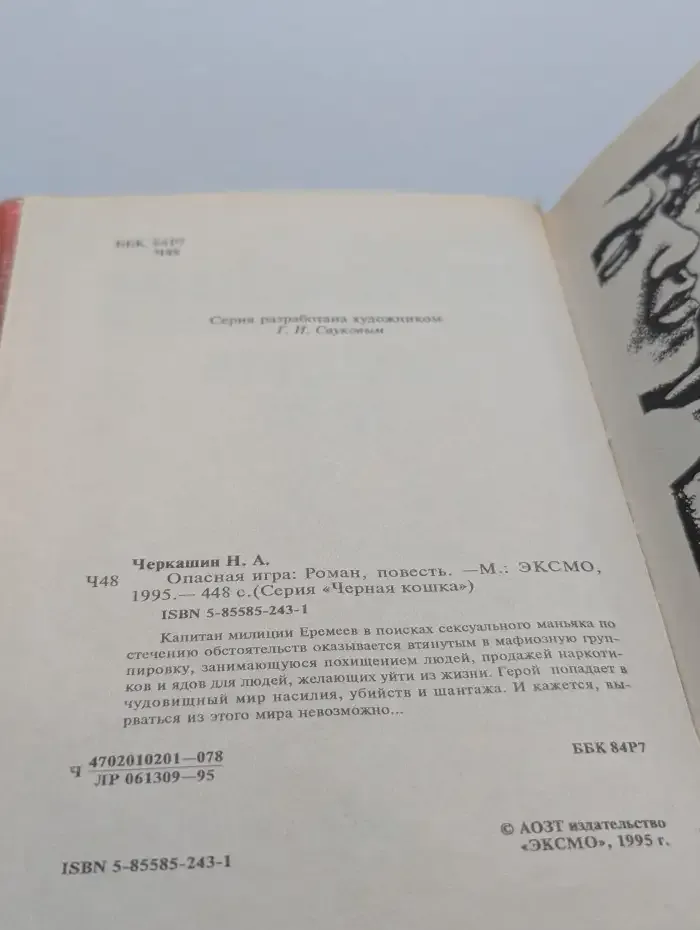 ББК 84Р7
Ч48
Серия разработана художником
Г. И. Сауковым
Черкашин Н. А.
Ч48 Опасная игра: Роман, повесть. —М.: ЭКСМО,
1995.— 448 с.(Серия «Черная кошка»)
ISBN 5-85585-243-1
Капитан милиции Еремеев в поисках сексуального маньяка по
стечению обстоятельств оказывается втянутым в мафиозную груп-
пировку, занимающуюся похищением людей, продажей наркоти-
ков и ядов для людей, желающих уйти из жизни. Герой попадает в
чудовищный мир насилия, убийств и шантажа. И кажется, вы-
рваться из этого мира невозможно...
Ч 4702010201—078
ЛР 061309—95
ББК 84Р7
© АОЗТ издательство
«ЭКСМО», 1995 г.
ISBN 5-85585-243-1